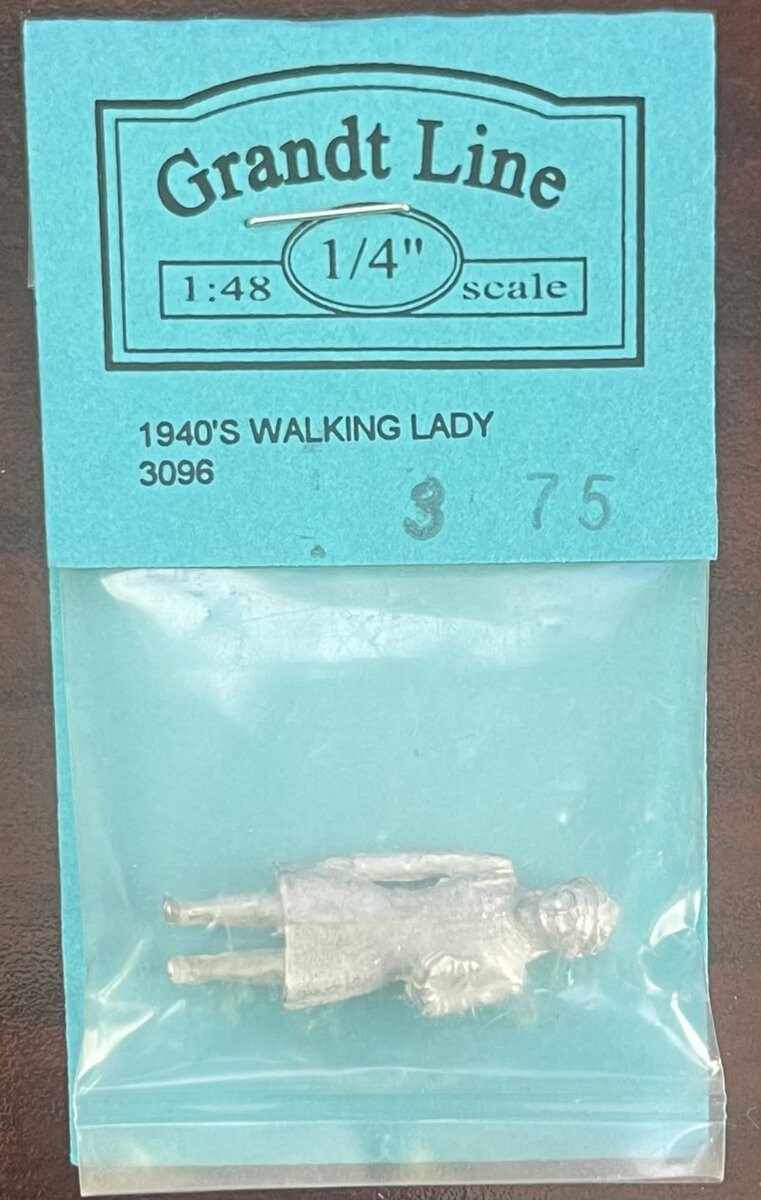 Grandt Line
1/4"
1:48 scale
1940'S WALKING LADY
3096
3 75